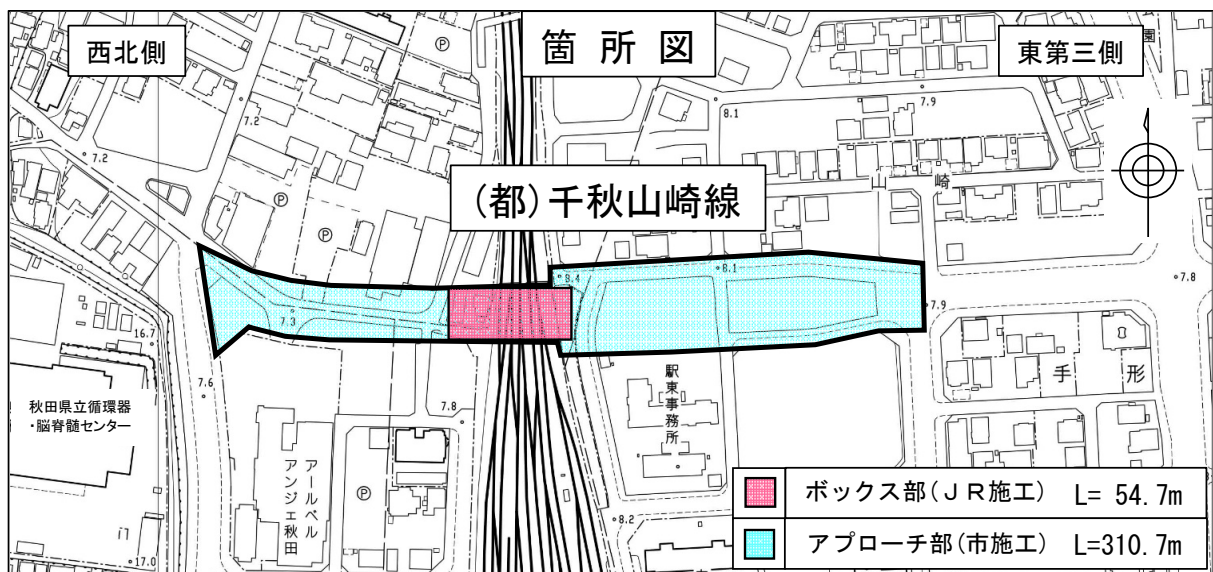 箇所図
西北側
東第三側
園
Ⓟ
7.2
7.9
8.1
7.2
山崎
(都)千秋山崎線
Ⓟ
Ⓟ
8.4
8.1
7.8
7.3
7.9
16.7
7.6
7.8
駅東事務所
手形
秋田県立循環器
・脳脊髄センター
アールベル
アンジェ秋田
Ⓟ
8.2
17.0
ボックス部(JR施工) L= 54.7m
アプローチ部(市施工) L=310.7m